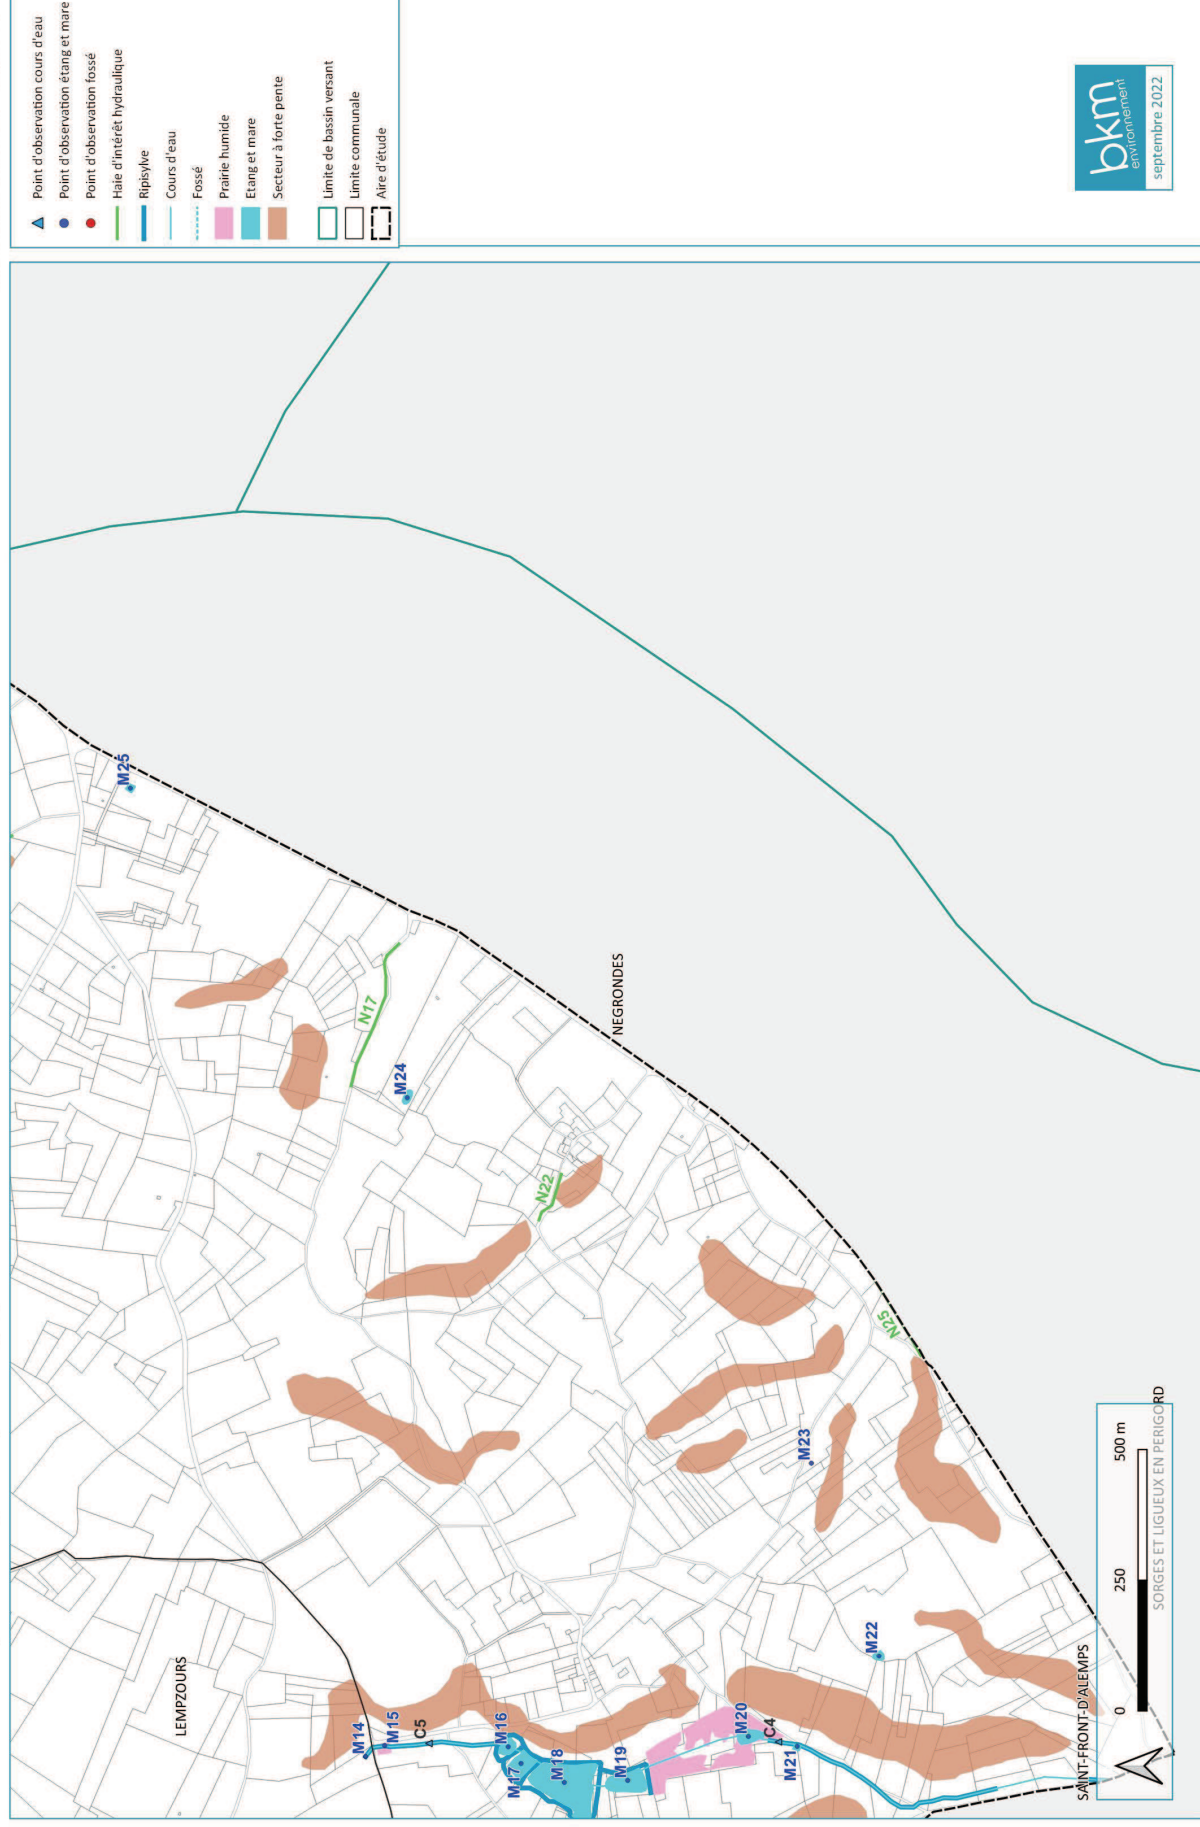 Point d'observation cours d'eau
Point d'observation étang et mare
Point d'observation fossé
Haie d'intérêt hydraulique
Ripisylve
Cours d'eau
Fossé
Prairie humide
Etang et mare
Secteur à forte pente
Limite de bassin versant
Limite communale
Aire d'étude
bkm
environnement
septembre 2022
M25
N17
M24
NEGRONDES
N22
N25
M23
LEMPZOURS
M22
M14
M15
C5
M16
M17
M18
M19
M20
C4
M21
SAINT-FRONT-D'ALEMPS
0
250
500 m
SORGES ET LIGUEUX EN PERIGORD